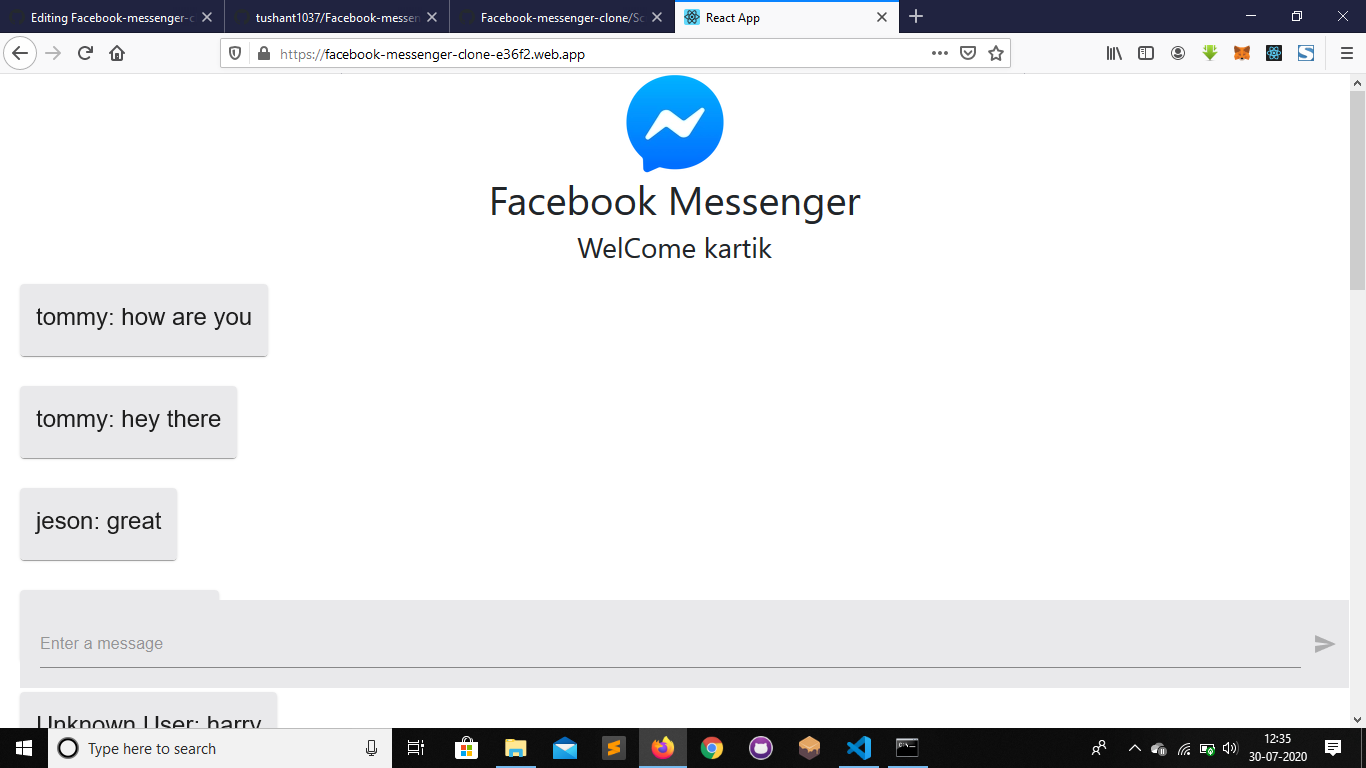 Editing Facebook-messenger-c
tushant1037/Facebook-messen
Facebook-messenger-clone/Sc
React App
https://facebook-messenger-clone-e36f2.web.app
Facebook Messenger
WelCome kartik
tommy: how are you
tommy: hey there
jeson: great
Enter a message
Unknown User: harry
Type here to search
12:35
30-07-2020